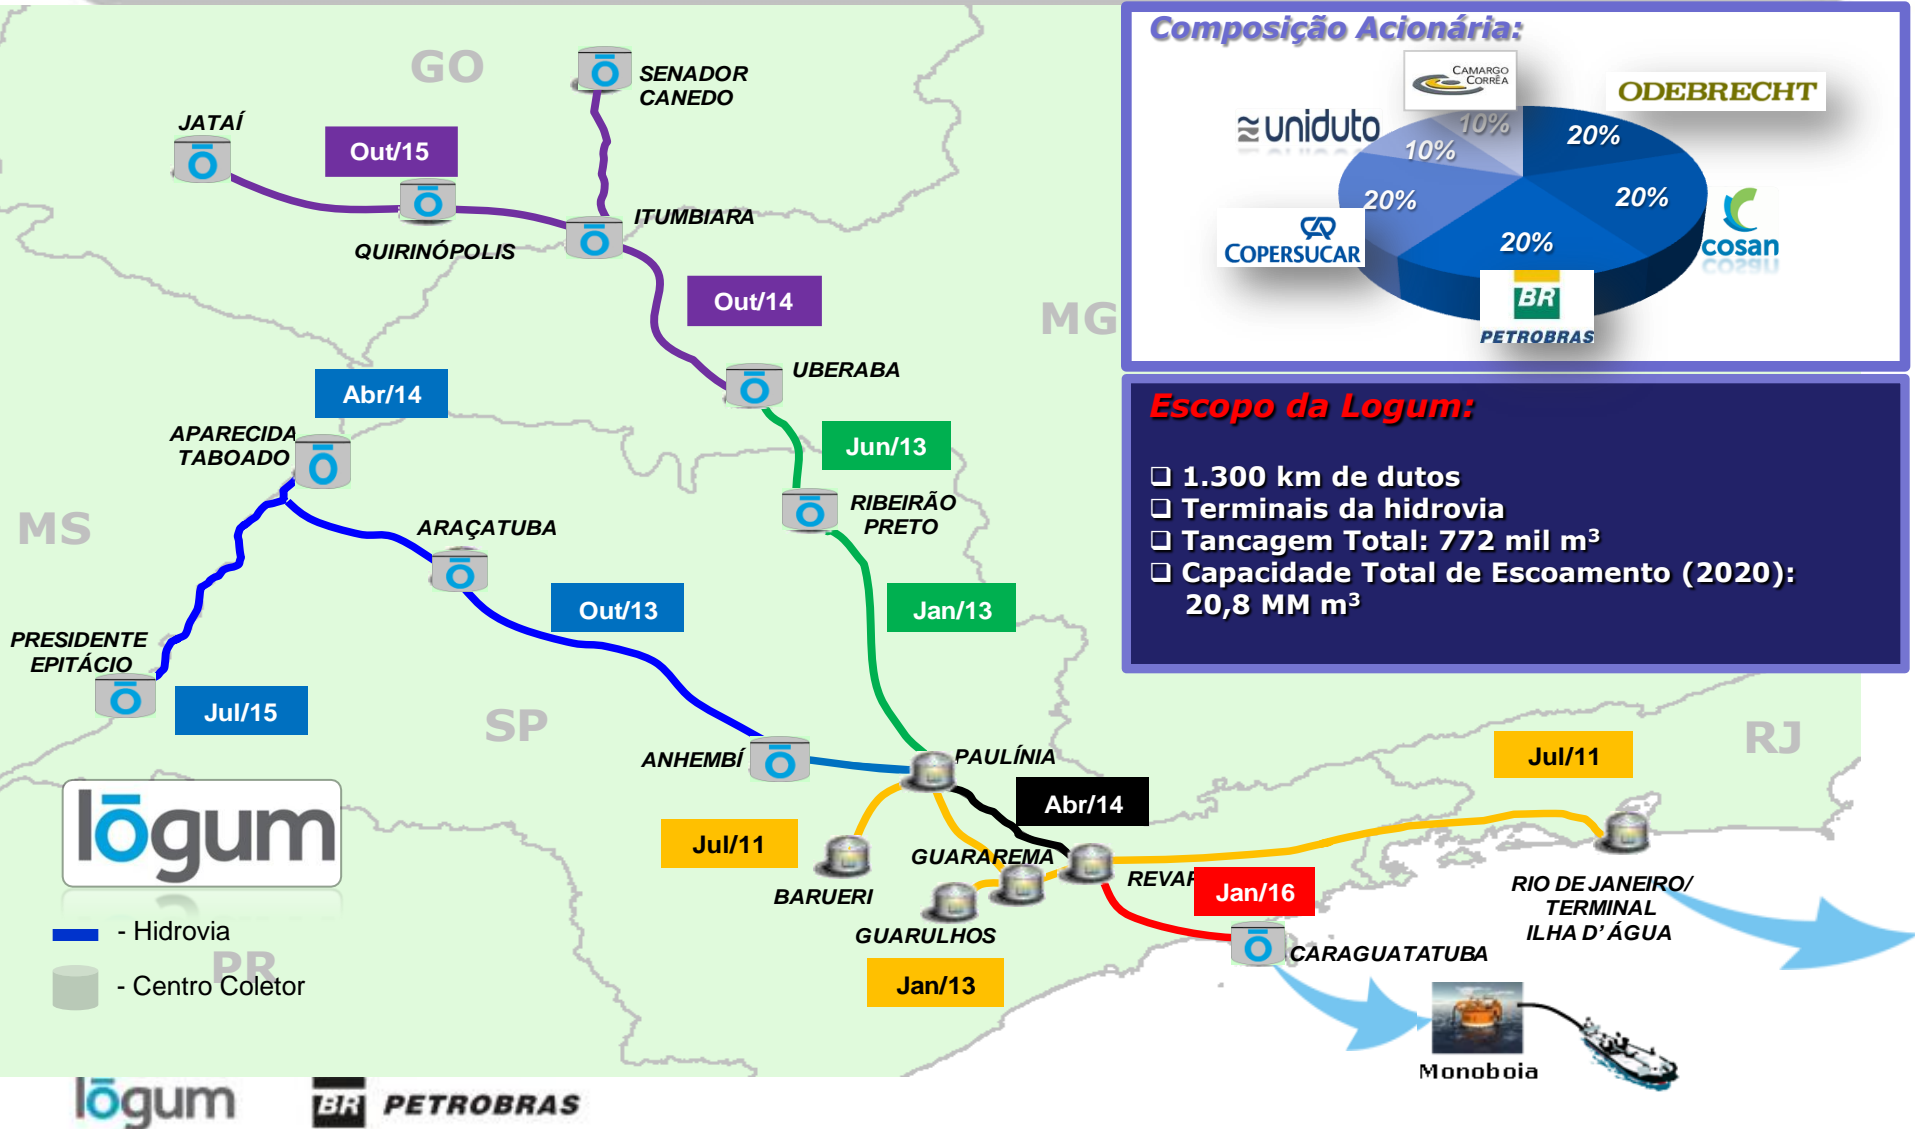 GO
SENADOR
CANEDO
JATAÍ
Out/15
ITUMBIARA
QUIRINÓPOLIS
Out/14
MG
UBERABA
Abr/14
APARECIDA
TABOADO
Jun/13
RIBEIRÃO
PRETO
MS
ARAÇATUBA
Out/13
Jan/13
PRESIDENTE
EPITÁCIO
Jul/15
SP
ANHEMBÍ
PAULÍNIA
RJ
Jul/11
Abr/14
Jul/11
GUARAREMA
BARUERI
REVAP
Jan/16
GUARULHOS
RIO DE JANEIRO/
TERMINAL
ILHA D'ÁGUA
CARAGUATATUBA
Jan/13
Monoboia
lōgum
- Hidrovia
PR
- Centro Coletor
Composição Acionária:
CAMARGO
CORRÊA
ODEBRECHT
uniduto
10%
20%
10%
20%
20%
COPERSUCAR
cosan
20%
BR
PETROBRAS
Escopo da Logum:
❑ 1.300 km de dutos
❑ Terminais da hidrovia
❑ Tancagem Total: 772 mil m³
❑ Capacidade Total de Escoamento (2020):
20,8 MM m³
lōgum
BR PETROBRAS